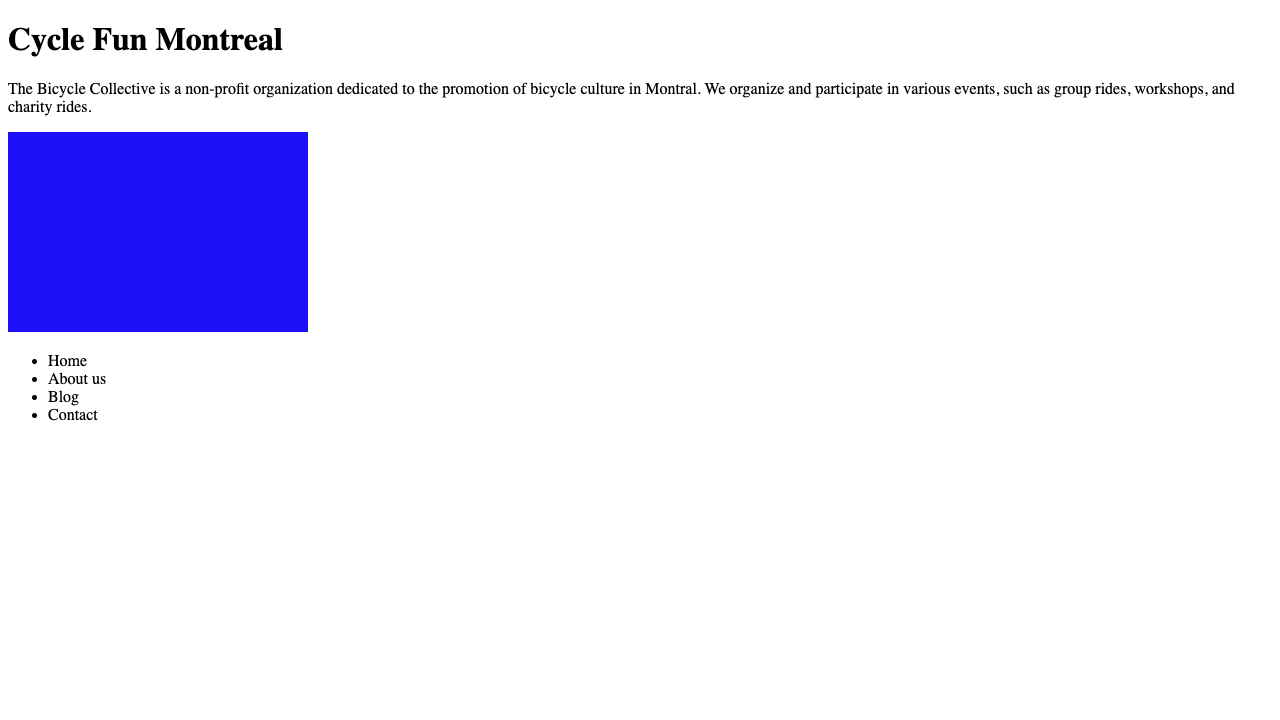 Cycle Fun Montreal
The Bicycle Collective is a non-profit organization dedicated to the promotion of bicycle culture in Montral. We organize and participate in various events, such as group rides, workshops, and
charity rides.
Home
About us
Blog
Contact